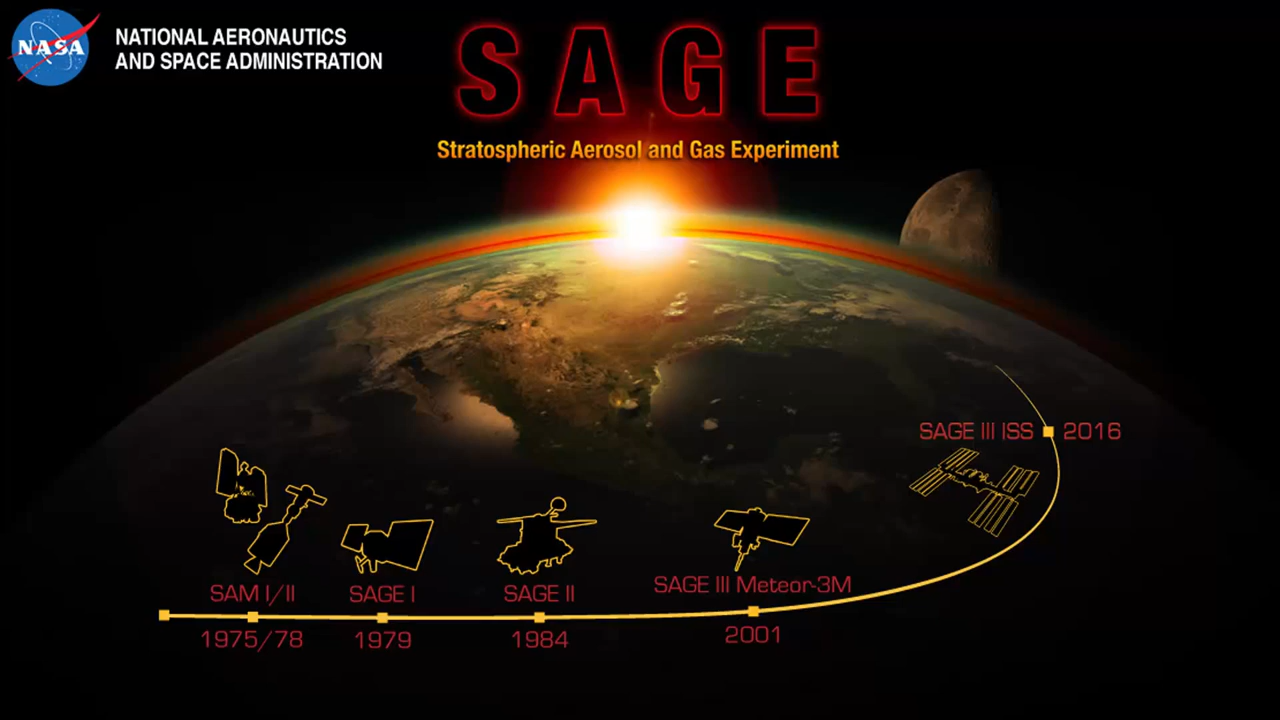 NASA
NATIONAL AERONAUTICS
AND SPACE ADMINISTRATION
SAGE
Stratospheric Aerosol and Gas Experiment
SAGE III ISS 2016
SAM I/II
SAGE I
SAGE II
SAGE III Meteor-3M
1975/78
1979
1984
2001